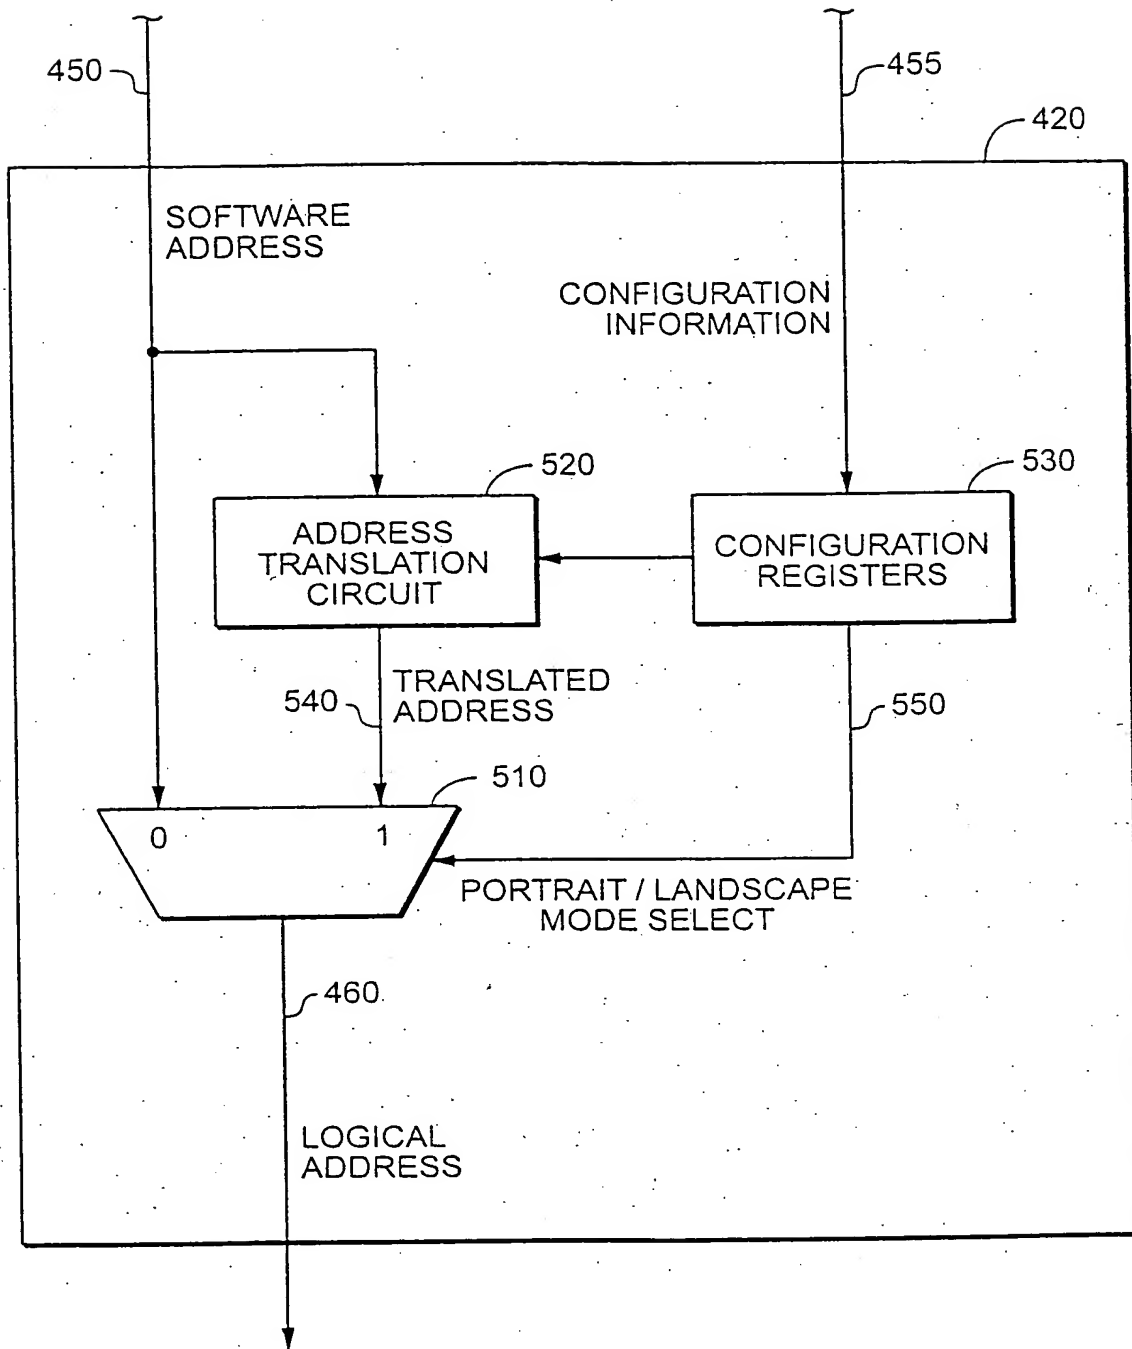 450
455
420
SOFTWARE
ADDRESS
CONFIGURATION
INFORMATION
520
530
ADDRESS
TRANSLATION
CIRCUIT
CONFIGURATION
REGISTERS
TRANSLATED
ADDRESS
540
550
510
0
1
PORTRAIT / LANDSCAPE
MODE SELECT
460
LOGICAL
ADDRESS